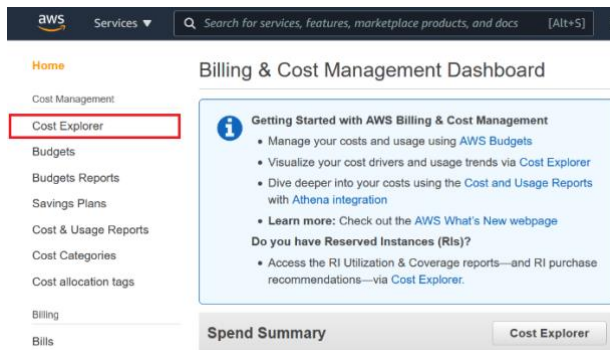 aws Services ▼ Search for services, features, marketplace products, and docs [Alt+S]
Home
Cost Management
Cost Explorer
Budgets
Budgets Reports
Savings Plans
Cost & Usage Reports
Cost Categories
Cost allocation tags
Billing
Bills
Billing & Cost Management Dashboard
Getting Started with AWS Billing & Cost Management
• Manage your costs and usage using AWS Budgets
• Visualize your cost drivers and usage trends via Cost Explorer
• Dive deeper into your costs using the Cost and Usage Reports
with Athena integration
• Learn more: Check out the AWS What's New webpage
Do you have Reserved Instances (RIs)?
• Access the RI Utilization & Coverage reports—and RI purchase
recommendations—via Cost Explorer.
Spend Summary
Cost Explorer